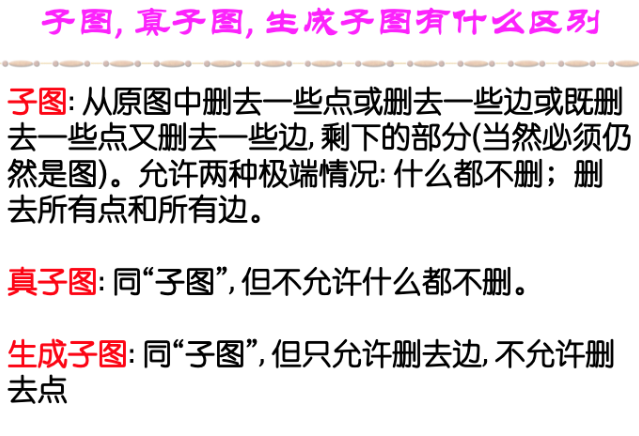 子图, 真子图, 生成子图有什么区别
子图: 从原图中删去一些点或删去一些边或既删
去一些点又删去一些边, 剩下的部分(当然必须仍
然是图)。允许两种极端情况: 什么都不删；删
去所有点和所有边。
真子图: 同“子图”, 但不允许什么都不删。
生成子图: 同“子图”, 但只允许删去边, 不允许删
去点